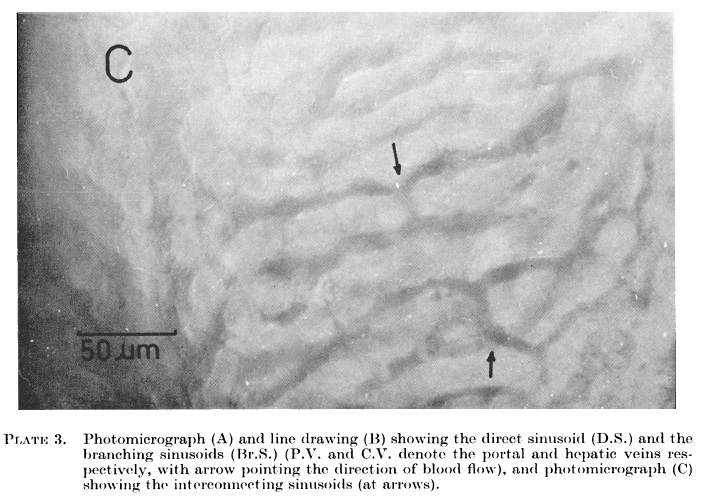 C
50 µm
PLATE 3. Photomicrograph (A) and line drawing (B) showing the direct sinusoid (D.S.) and the
branching sinusoids (Br.S.) (P.V. and C.V. denote the portal and hepatic veins res-
pectively, with arrow pointing the direction of blood flow), and photomicrograph (C)
showing the interconnecting sinusoids (at arrows).